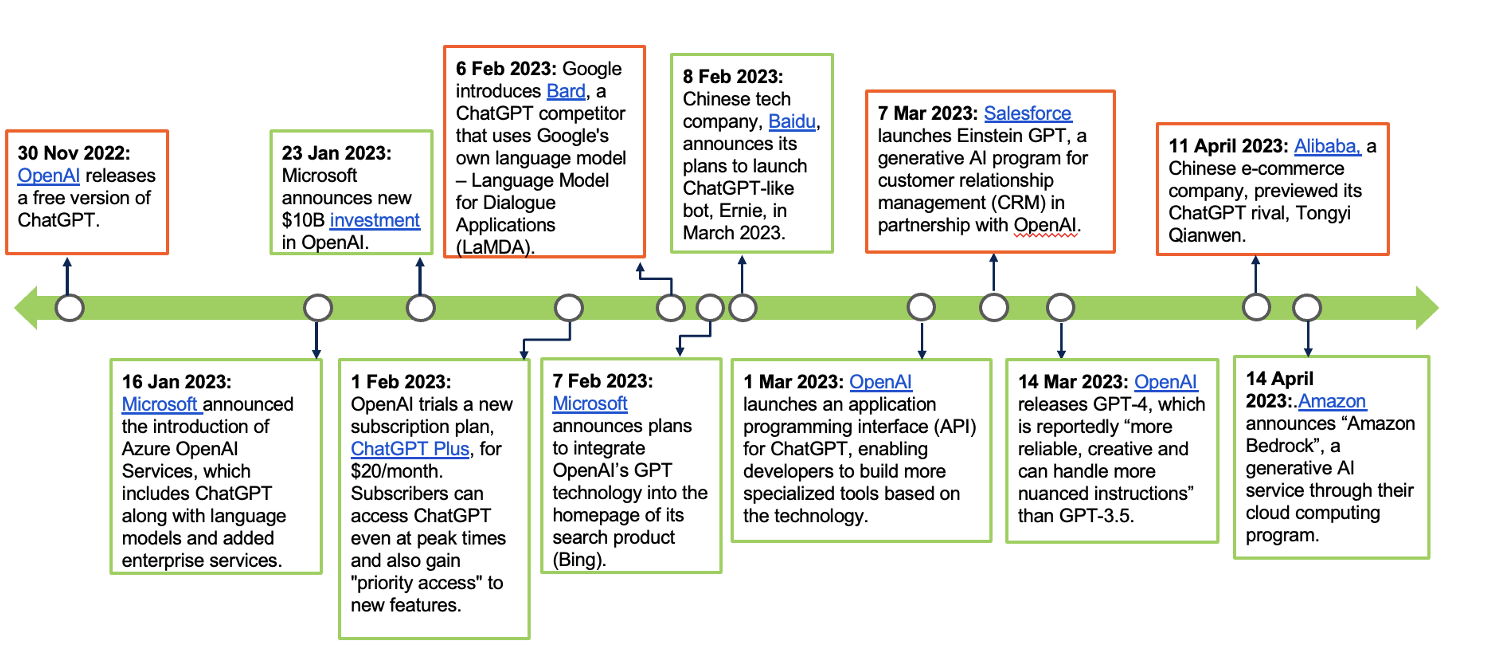 30 Nov 2022:
OpenAI releases
a free version of
ChatGPT.
16 Jan 2023:
Microsoft announced
the introduction of
Azure OpenAI
Services, which
includes ChatGPT
along with language
models and added
enterprise services.
23 Jan 2023:
Microsoft
announces new
$10B investment
in OpenAI.
1 Feb 2023:
OpenAI trials a new
subscription plan,
ChatGPT Plus, for
$20/month.
Subscribers can
access ChatGPT
even at peak times
and also gain
"priority access" to
new features.
6 Feb 2023: Google
introduces Bard, a
ChatGPT competitor
that uses Google's
own language model
– Language Model
for Dialogue
Applications
(LaMDA).
7 Feb 2023:
Microsoft
announces plans
to integrate
OpenAI’s GPT
technology into the
homepage of its
search product
(Bing).
8 Feb 2023:
Chinese tech
company, Baidu,
announces its
plans to launch
ChatGPT-like
bot, Ernie, in
March 2023.
1 Mar 2023: OpenAI
launches an application
programming interface (API)
for ChatGPT, enabling
developers to build more
specialized tools based on
the technology.
7 Mar 2023: Salesforce
launches Einstein GPT, a
generative AI program for
customer relationship
management (CRM) in
partnership with OpenAI.
14 Mar 2023: OpenAI
releases GPT-4, which
is reportedly “more
reliable, creative and
can handle more
nuanced instructions”
than GPT-3.5.
11 April 2023: Alibaba, a
Chinese e-commerce
company, previewed its
ChatGPT rival, Tongyi
Qianwen.
14 April
2023:.Amazon
announces “Amazon
Bedrock”, a
generative AI
service through their
cloud computing
program.